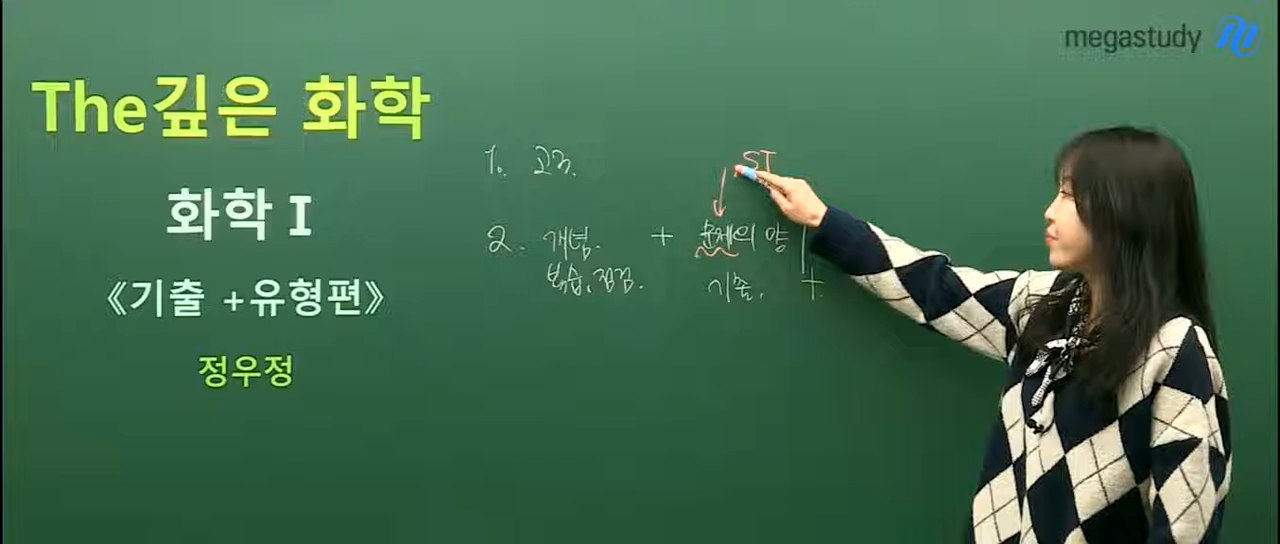 megastudy
The깊은 화학
화학 I
《기출 +유형편》
정우정
1. 고3.
ST
2. 개념. + 문제의 양
복습, 점검. 기출, +